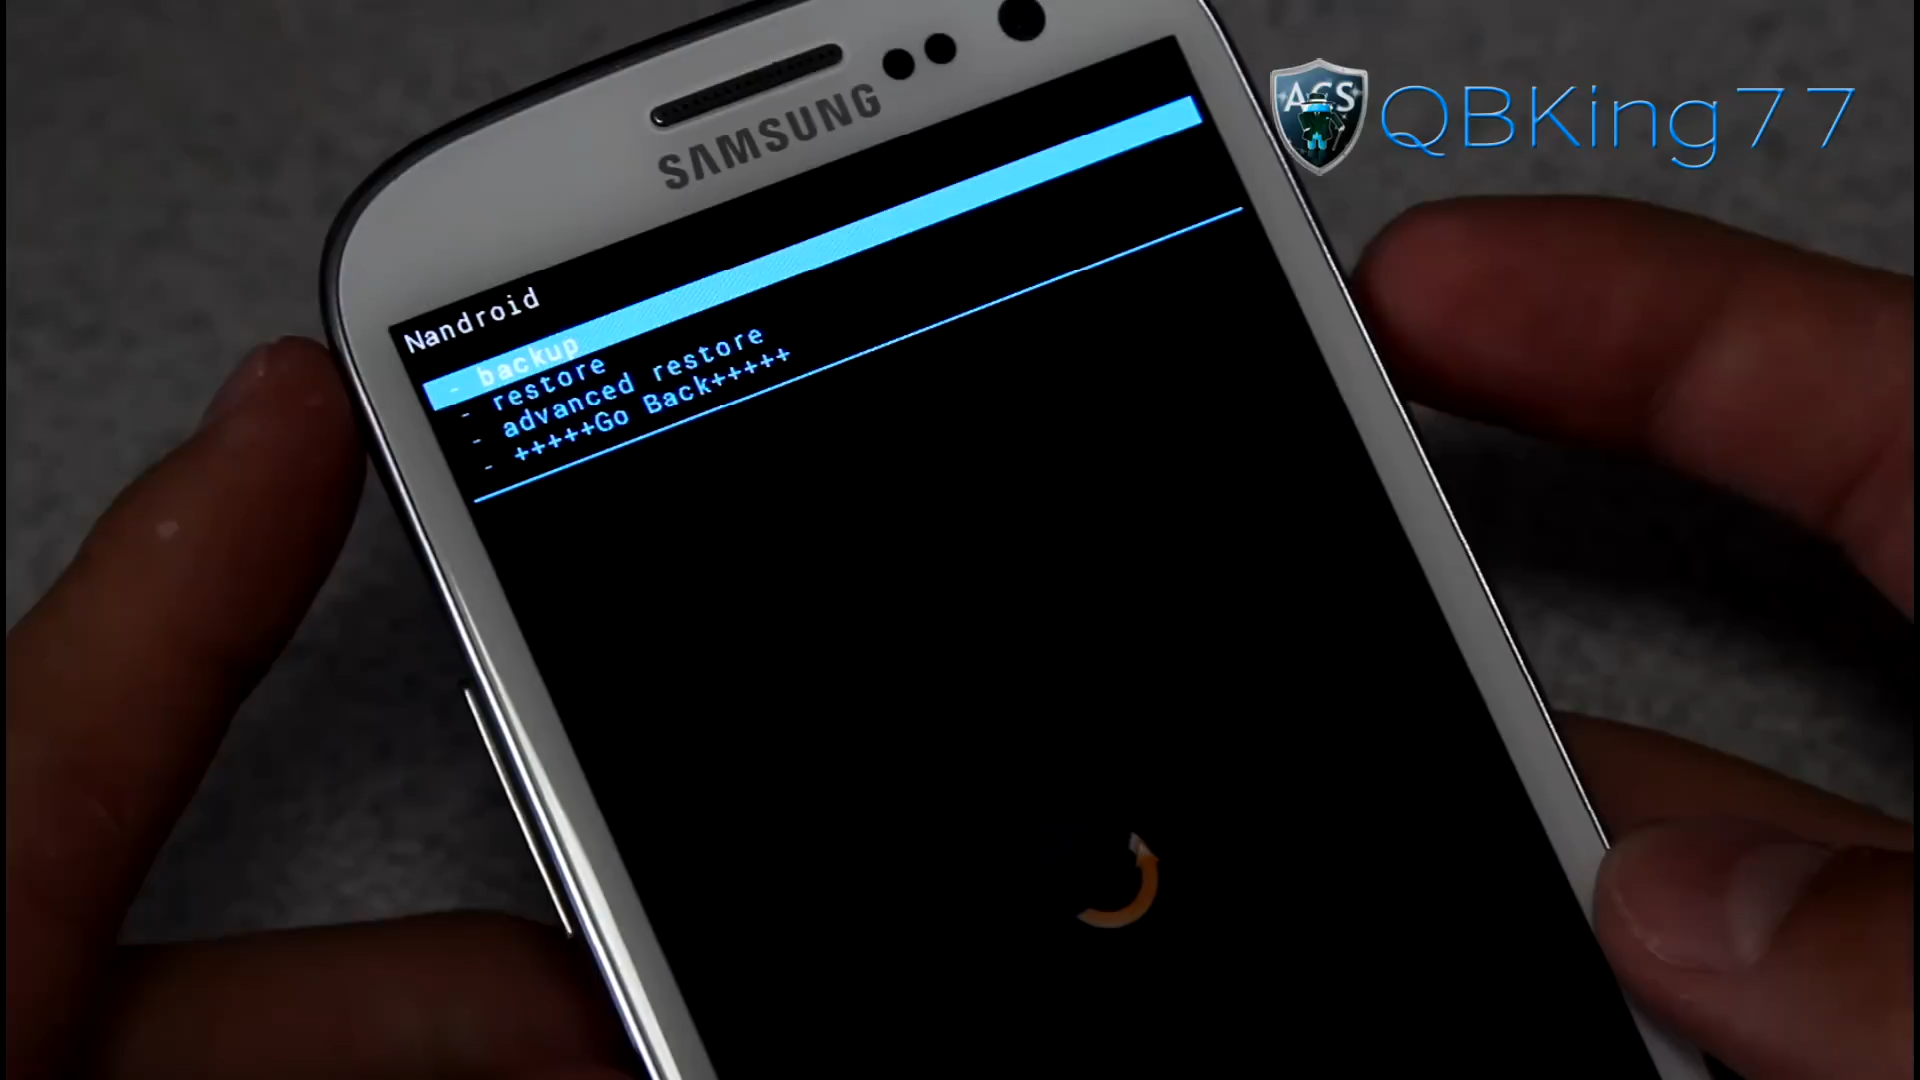 ACS
QBKing77
SAMSUNG
Nandroid
- backup
- restore
- advanced restore
- +++++Go Back+++++